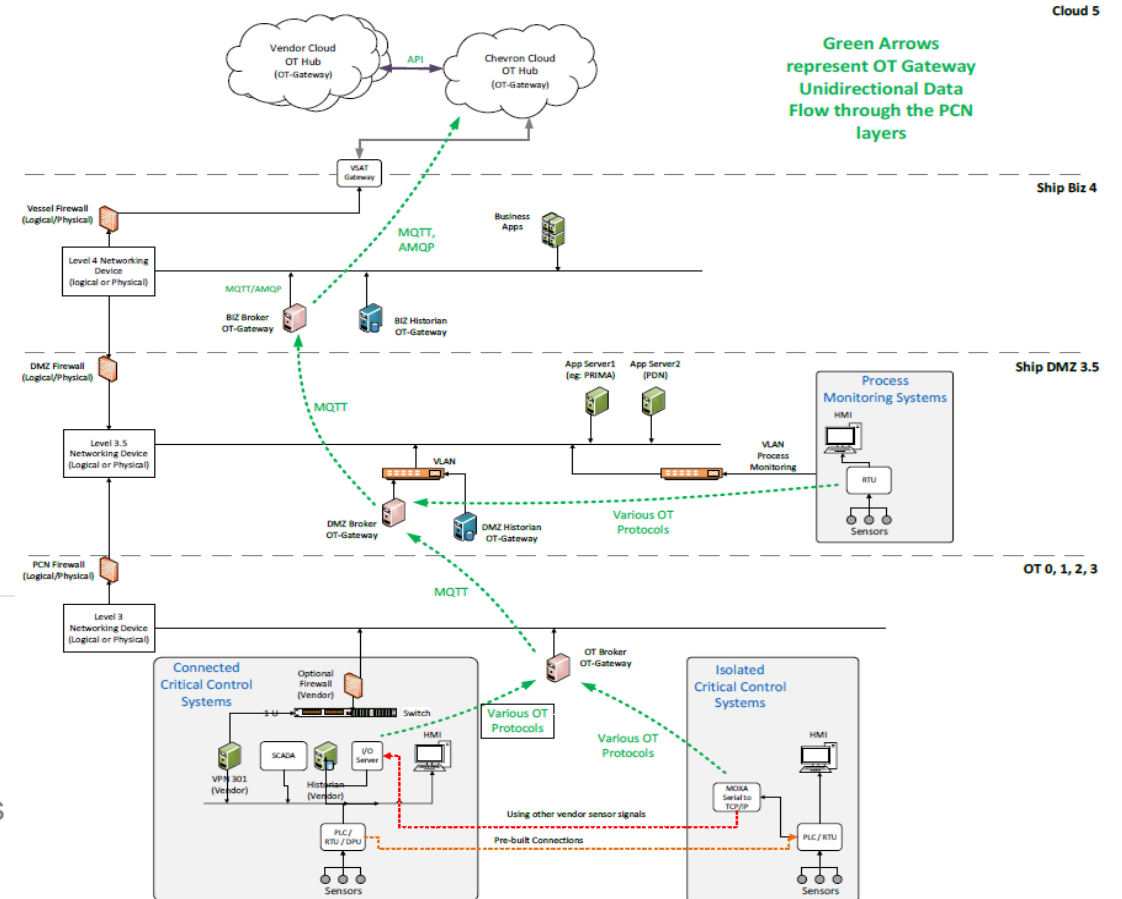 Cloud 5
Vendor Cloud
OT Hub
(OT-Gateway)
API
Chevron Cloud
OT Hub
(OT-Gateway)
Green Arrows
represent OT Gateway
Unidirectional Data
Flow through the PCN
layers
VSAT
Gateway
Ship Biz 4
Vessel Firewall
(Logical/Physical)
Business
Apps
MQTT,
AMQP
Level 4 Networking
Device
(logical or Physical)
MQTT/AMQP
BIZ Broker
OT-Gateway
BIZ Historian
OT-Gateway
Ship DMZ 3.5
DMZ Firewall
(Logical/Physical)
App Server1
(eg: PRIMA)
App Server2
(PDN)
Process
Monitoring Systems
HMI
MQTT
Level 3.5
Networking Device
(Logical or Physical)
VLAN
VLAN
Process
Monitoring
RTU
DMZ Broker
OT-Gateway
DMZ Historian
OT-Gateway
Various OT
Protocols
Sensors
OT 0, 1, 2, 3
PCN Firewall
(Logical/Physical)
MQTT
Level 3
Networking Device
(Logical or Physical)
OT Broker
OT-Gateway
Connected
Critical Control
Systems
Optional
Firewall
(Vendor)
Isolated
Critical Control
Systems
1 U
Switch
Various OT
Protocols
Various OT
Protocols
SCADA
I/O
Server
HMI
HMI
VPN 301
(Vendor)
Historian
(Vendor)
MOXA
Serial to
TCP/IP
Using other vendor sensor signals
PLC /
RTU / DPU
Pre-built Connections
PLC / RTU
Sensors
Sensors
s